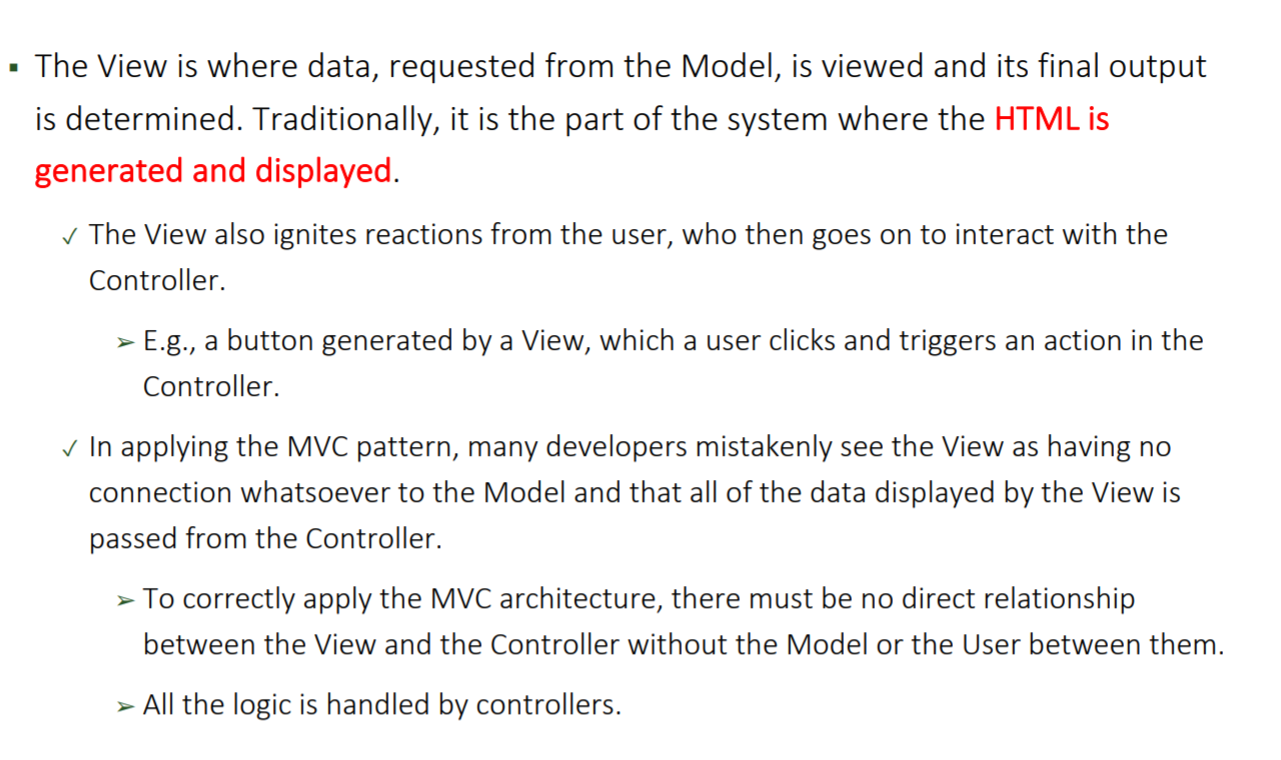 ▪ The View is where data, requested from the Model, is viewed and its final output
is determined. Traditionally, it is the part of the system where the HTML is
generated and displayed.
✓ The View also ignites reactions from the user, who then goes on to interact with the
Controller.
➢ E.g., a button generated by a View, which a user clicks and triggers an action in the
Controller.
✓ In applying the MVC pattern, many developers mistakenly see the View as having no
connection whatsoever to the Model and that all of the data displayed by the View is
passed from the Controller.
➢ To correctly apply the MVC architecture, there must be no direct relationship
between the View and the Controller without the Model or the User between them.
➢ All the logic is handled by controllers.